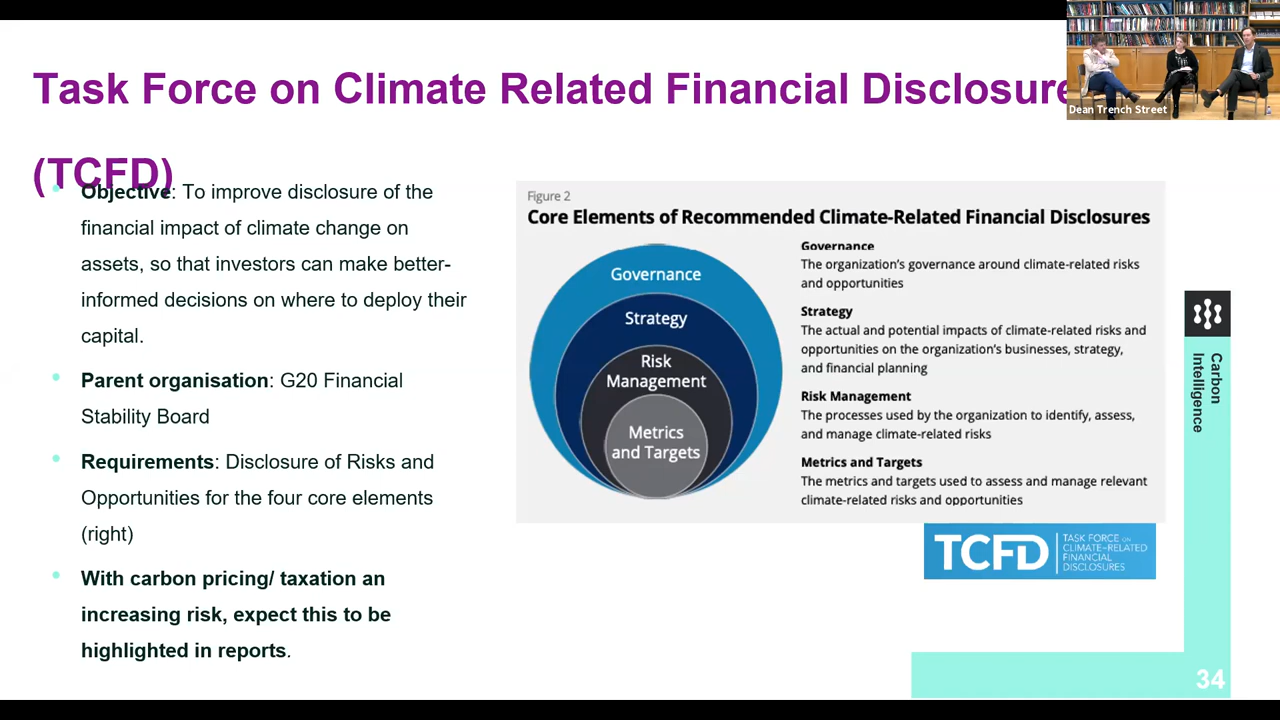 Task Force on Climate Related Financial Disclosure
(TCFD)
Dean Trench Street
• Objective: To improve disclosure of the
financial impact of climate change on
assets, so that investors can make better-
informed decisions on where to deploy their
capital.
• Parent organisation: G20 Financial
Stability Board
• Requirements: Disclosure of Risks and
Opportunities for the four core elements
(right)
• With carbon pricing/ taxation an
increasing risk, expect this to be
highlighted in reports.
Figure 2
Core Elements of Recommended Climate-Related Financial Disclosures
Governance
Strategy
Risk
Management
Metrics
and Targets
Governance
The organization's governance around climate-related risks
and opportunities
Strategy
The actual and potential impacts of climate-related risks and
opportunities on the organization's businesses, strategy,
and financial planning
Risk Management
The processes used by the organization to identify, assess,
and manage climate-related risks
Metrics and Targets
The metrics and targets used to assess and manage relevant
climate-related risks and opportunities
TCFD
TASK FORCE ON
CLIMATE-RELATED
FINANCIAL
DISCLOSURES
Carbon
Intelligence
34